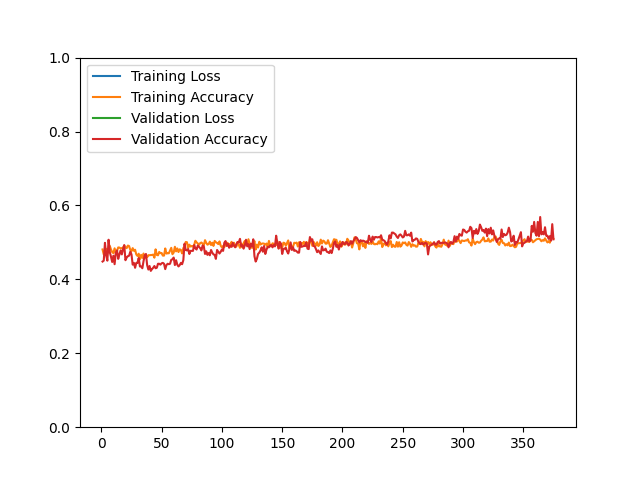 1.0
0.8
0.6
0.4
0.2
0.0
Training Loss
Training Accuracy
Validation Loss
Validation Accuracy
0 50 100 150 200 250 300 350